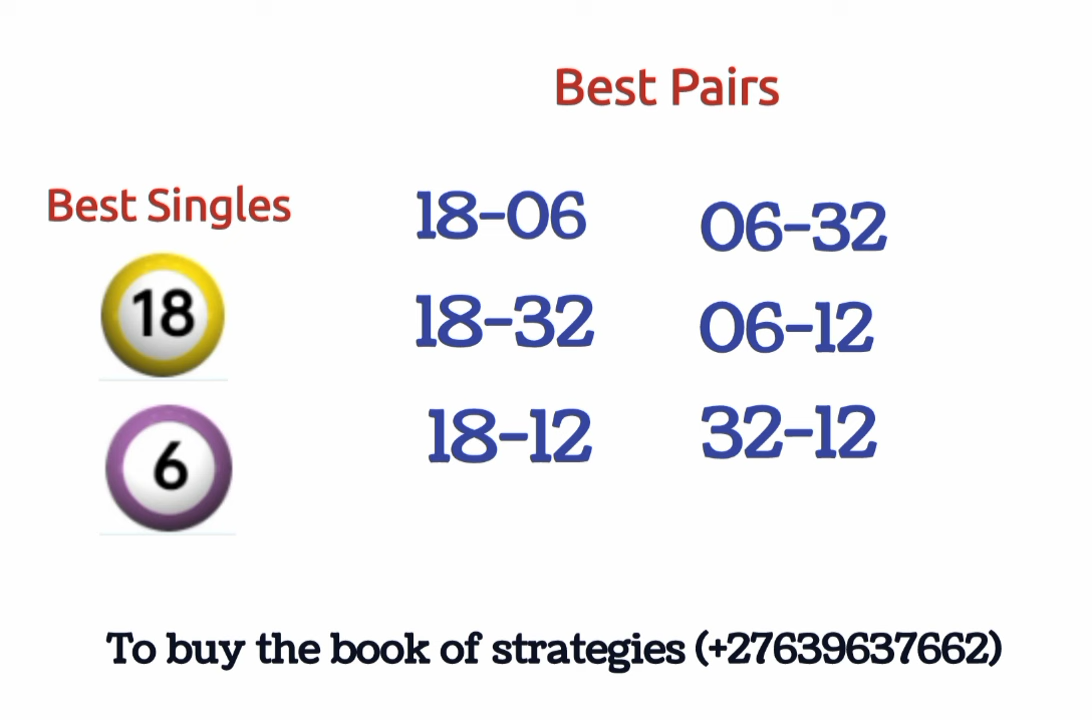 Best Pairs
Best Singles
18-06 06-32
18
18-32 06-12
18-12 32-12
6
To buy the book of strategies (+27639637662)